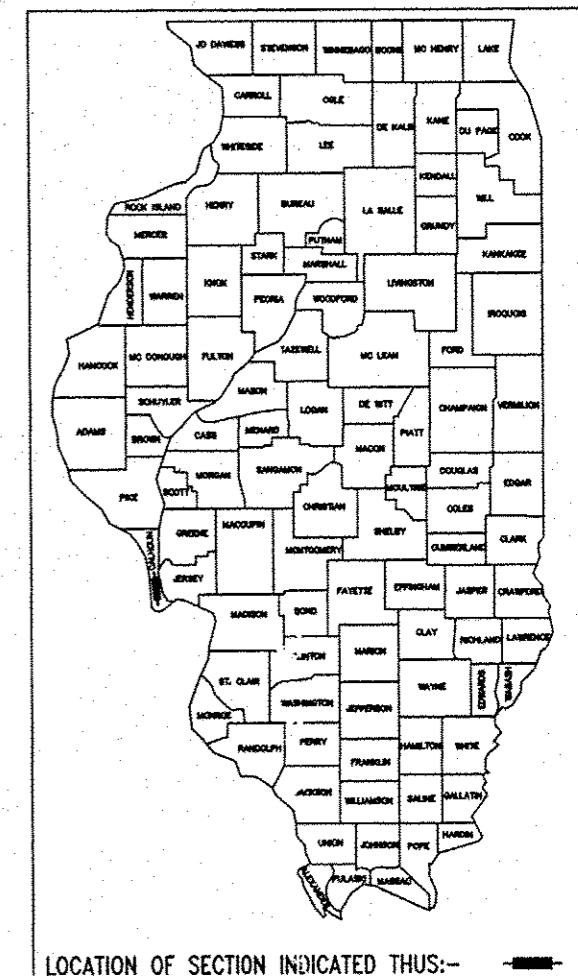 JO DAVIESS STEVENSON WINNEBAGO BOONE MC HENRY LAKE
CARROLL OGLE DE KALB KANE DU PAGE COOK
WHITESIDE LEE KENDALL WILL
ROCK ISLAND HENRY BUREAU LA SALLE GRUNDY
MERCER PUTNAM KANKAKEE
STARK MARSHALL
HENDERSON WARREN KNOX PEORIA WOODFORD LIVINGSTON IROQUOIS
HANCOCK MC DONOUGH FULTON TAZEWELL MC LEAN FORD
MASON
SCHUYLER LOGAN DE WITT CHAMPAIGN VERMILION
ADAMS BROWN CASS MENARD MACON PIATT
MORGAN SANGAMON DOUGLAS EDGAR
PIKE SCOTT CHRISTIAN MOULTRIE COLES
GREENE MACOUPIN SHELBY
CALHOUN MONTGOMERY CUMBERLAND CLARK
JERSEY FAYETTE EFFINGHAM JASPER CRAWFORD
MADISON BOND
CLAY RICHLAND LAWRENCE
CLINTON MARION
ST. CLAIR WAYNE EDWARDS WABASH
WASHINGTON JEFFERSON
MONROE
RANDOLPH PERRY HAMILTON WHITE
FRANKLIN
JACKSON WILLIAMSON SALINE GALLATIN
UNION JOHNSON POPE HARDIN
ALEXANDER PULASKI MASSAC
LOCATION OF SECTION INDICATED THUS:-